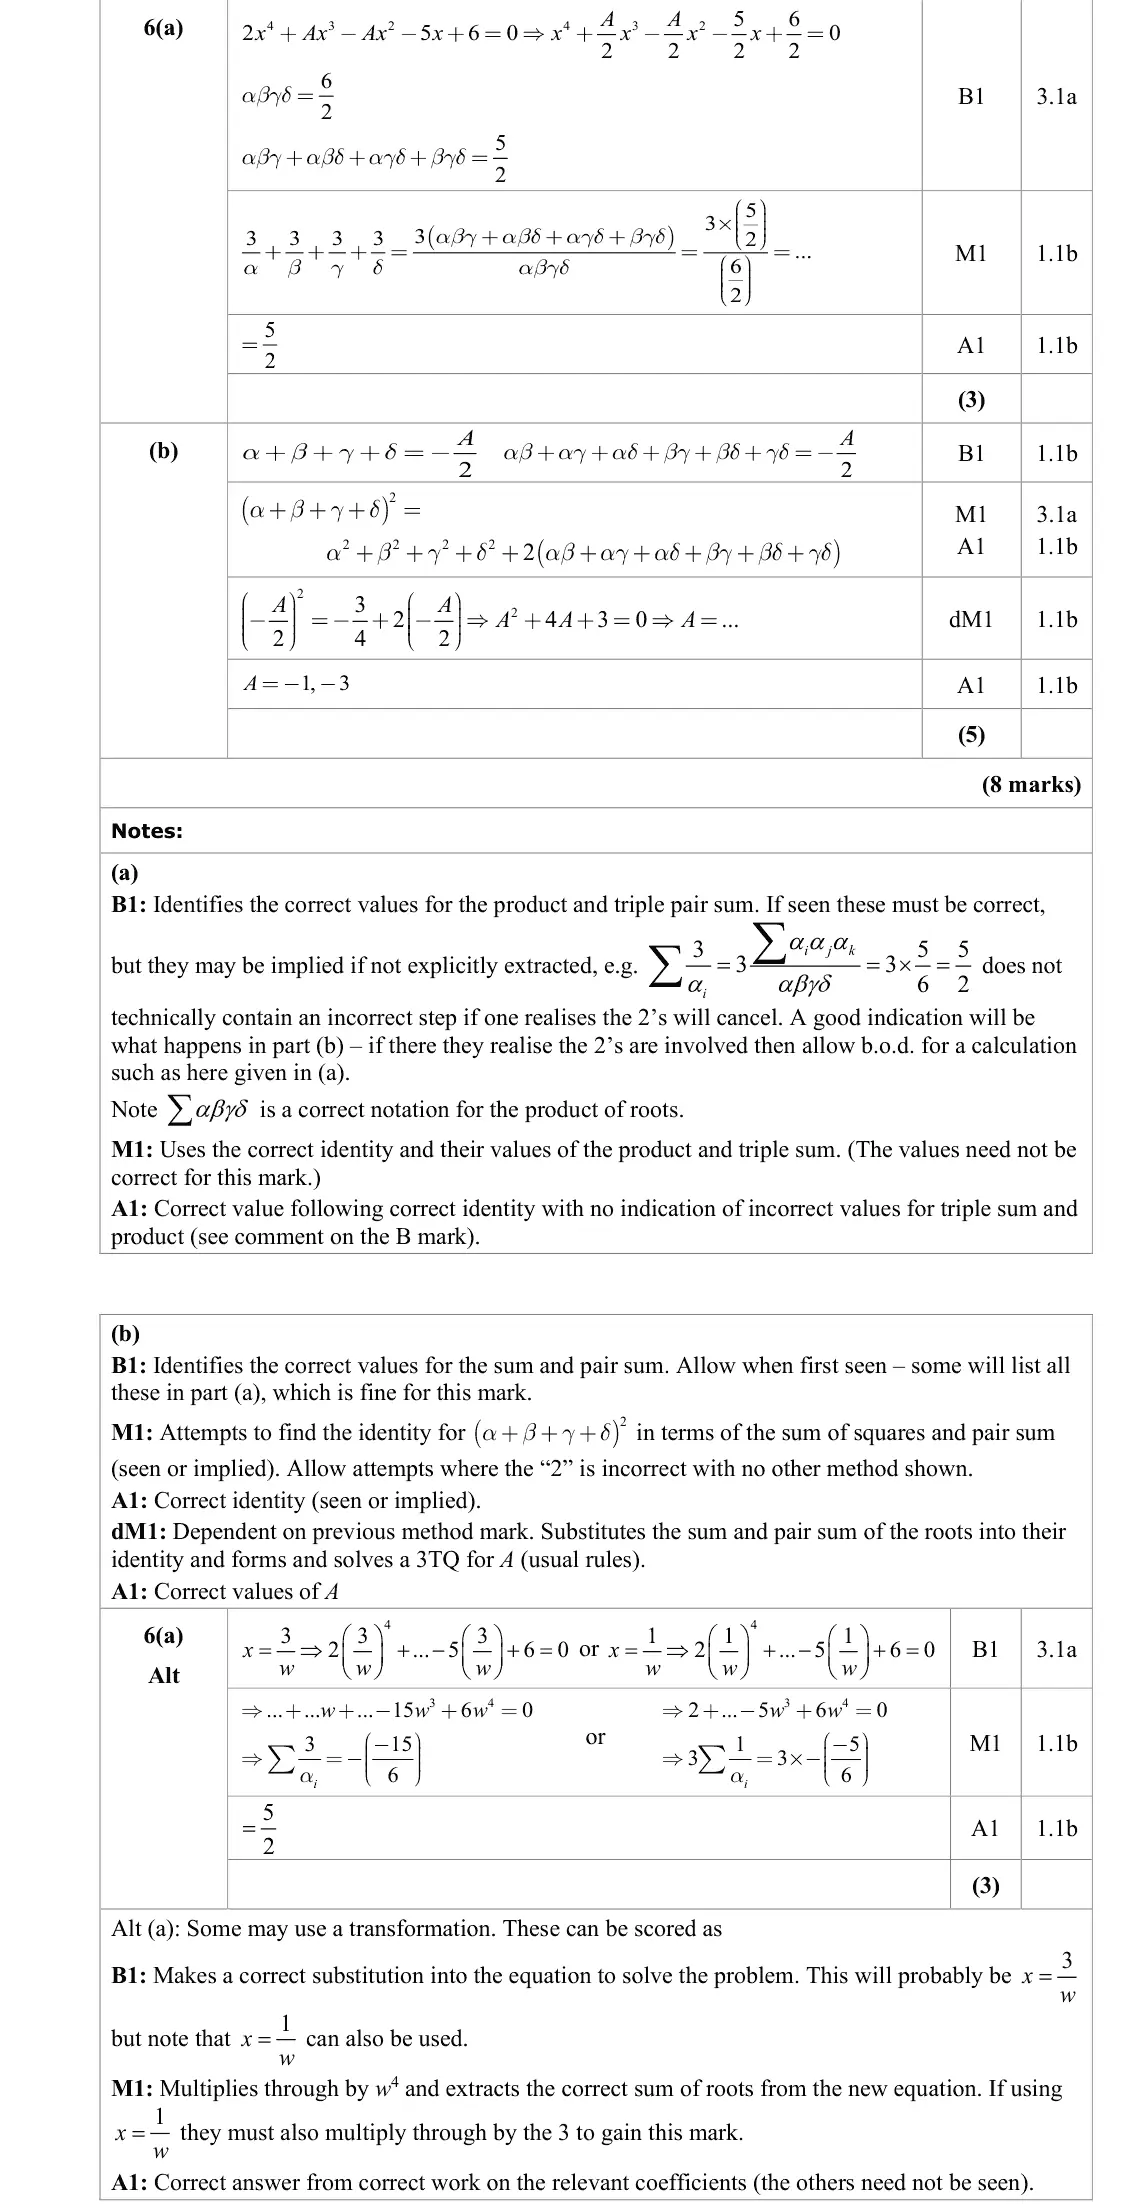 6(a)
2x⁴ + Ax³ − Ax² − 5x + 6 = 0 ⇒ x⁴ + A/2 x³ − A/2 x² − 5/2 x + 6/2 = 0
αβγδ = 6/2
B1 3.1a
αβγ + αβδ + αγδ + βγδ = 5/2
3/α + 3/β + 3/γ + 3/δ = 3(αβγ + αβδ + αγδ + βγδ)/αβγδ = 3×(5/2)/(6/2) = ...
M1 1.1b
= 5/2
A1 1.1b
(3)
(b)
α + β + γ + δ = −A/2 αβ + αγ + αδ + βγ + βδ + γδ = −A/2
B1 1.1b
(α + β + γ + δ)² =
M1 3.1a
α² + β² + γ² + δ² + 2(αβ + αγ + αδ + βγ + βδ + γδ)
A1 1.1b
(−A/2)² = −3/4 + 2(−A/2) ⇒ A² + 4A + 3 = 0 ⇒ A = ...
dM1 1.1b
A = −1, −3
A1 1.1b
(5)
(8 marks)
Notes:
(a)
B1: Identifies the correct values for the product and triple pair sum. If seen these must be correct,
but they may be implied if not explicitly extracted, e.g. ∑ 3/αᵢ = 3 ∑αᵢαⱼαₖ/αβγδ = 3×5/6 = 5/2 does not
technically contain an incorrect step if one realises the 2’s will cancel. A good indication will be
what happens in part (b) – if there they realise the 2’s are involved then allow b.o.d. for a calculation
such as here given in (a).
Note ∑αβγδ is a correct notation for the product of roots.
M1: Uses the correct identity and their values of the product and triple sum. (The values need not be
correct for this mark.)
A1: Correct value following correct identity with no indication of incorrect values for triple sum and
product (see comment on the B mark).
(b)
B1: Identifies the correct values for the sum and pair sum. Allow when first seen – some will list all
these in part (a), which is fine for this mark.
M1: Attempts to find the identity for (α + β + γ + δ)² in terms of the sum of squares and pair sum
(seen or implied). Allow attempts where the “2” is incorrect with no other method shown.
A1: Correct identity (seen or implied).
dM1: Dependent on previous method mark. Substitutes the sum and pair sum of the roots into their
identity and forms and solves a 3TQ for A (usual rules).
A1: Correct values of A
6(a)
Alt
x = 3/w ⇒ 2(3/w)⁴ + ... − 5(3/w) + 6 = 0 or x = 1/w ⇒ 2(1/w)⁴ + ... − 5(1/w) + 6 = 0
B1 3.1a
⇒ ... + ...w + ... − 15w³ + 6w⁴ = 0 or ⇒ 2 + ... − 5w³ + 6w⁴ = 0
⇒ ∑ 3/αᵢ = −(−15/6) ⇒ 3∑ 1/αᵢ = 3 × −(−5/6)
M1 1.1b
= 5/2
A1 1.1b
(3)
Alt (a): Some may use a transformation. These can be scored as
B1: Makes a correct substitution into the equation to solve the problem. This will probably be x = 3/w
but note that x = 1/w can also be used.
M1: Multiplies through by w⁴ and extracts the correct sum of roots from the new equation. If using
x = 1/w they must also multiply through by the 3 to gain this mark.
A1: Correct answer from correct work on the relevant coefficients (the others need not be seen).